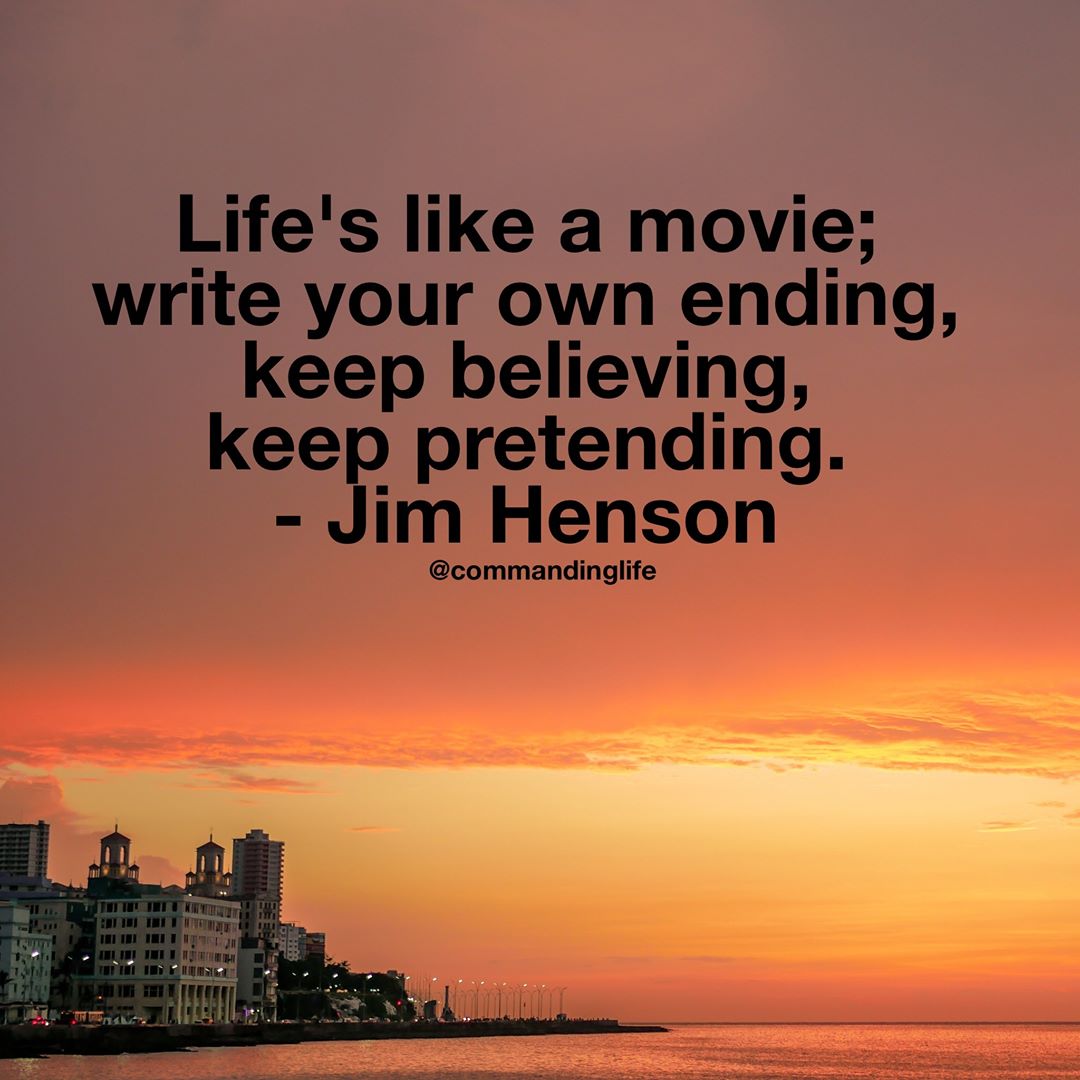 Life's like a movie;
write your own ending,
keep believing,
keep pretending.
- Jim Henson
@commandinglife